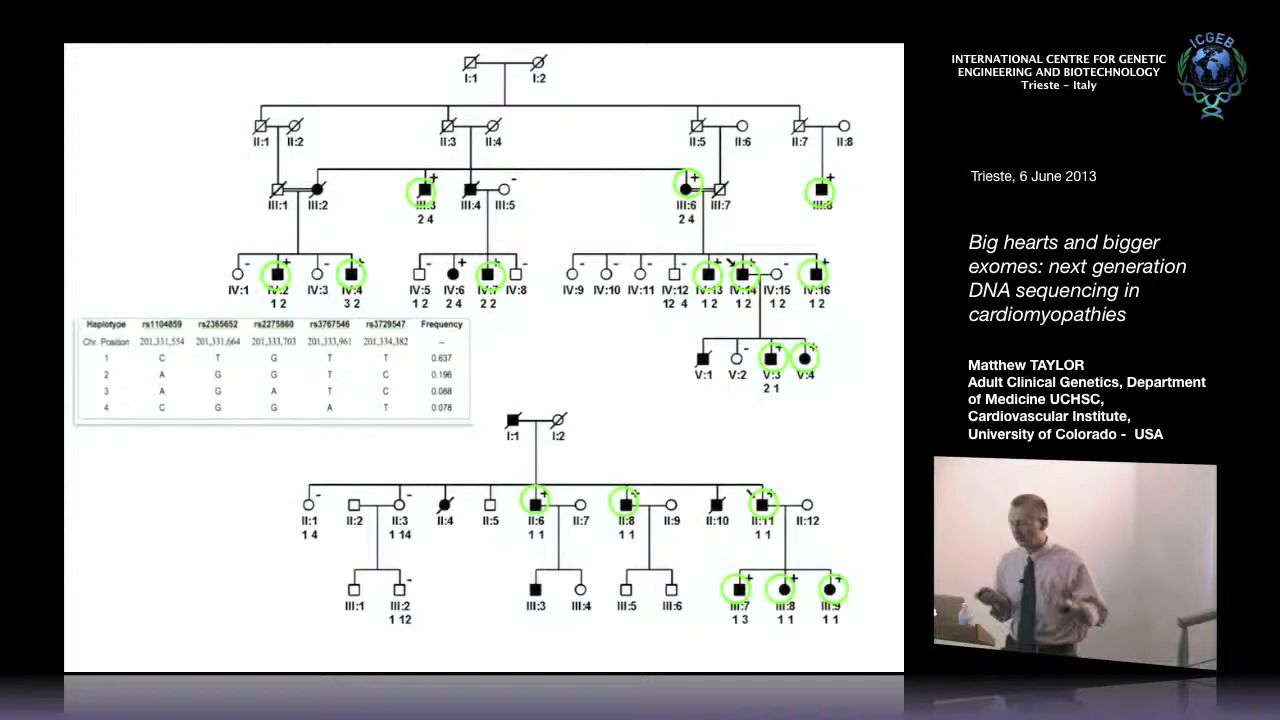 I:1 I:2
II:1 II:2 II:3 II:4 II:5 II:6 II:7 II:8
+ + - + +
III:1 III:2 III:3 III:4 III:5 III:6 III:7 III:8
2 4 2 4
IV:1 IV:2 IV:3 IV:4 IV:5 IV:6 IV:7 IV:8 IV:9 IV:10 IV:11 IV:12 IV:13 IV:14 IV:15 IV:16
1 2 3 2 1 2 2 4 2 2 12 4 1 2 1 2 1 2 1 2
V:1 V:2 V:3 V:4
2 1
Haplotype rs1104859 rs2365652 rs2275860 rs3767546 rs3729547 Frequency
Chr. Position 201,331,554 201,331,664 201,333,703 201,333,961 201,334,382 --
1 C T G T T 0.637
2 A G G T C 0.196
3 A G A T C 0.088
4 C G G A T 0.078
I:1 I:2
II:1 II:2 II:3 II:4 II:5 II:6 II:7 II:8 II:9 II:10 II:11 II:12
1 4 1 14 1 1 1 1 1 1
III:1 III:2 III:3 III:4 III:5 III:6 III:7 III:8 III:9
1 12 1 3 1 1 1 1
ICGEB
INTERNATIONAL CENTRE FOR GENETIC
ENGINEERING AND BIOTECHNOLOGY
Trieste - Italy
Trieste, 6 June 2013
Big hearts and bigger
exomes: next generation
DNA sequencing in
cardiomyopathies
Matthew TAYLOR
Adult Clinical Genetics, Department
of Medicine UCHSC,
Cardiovascular Institute,
University of Colorado - USA